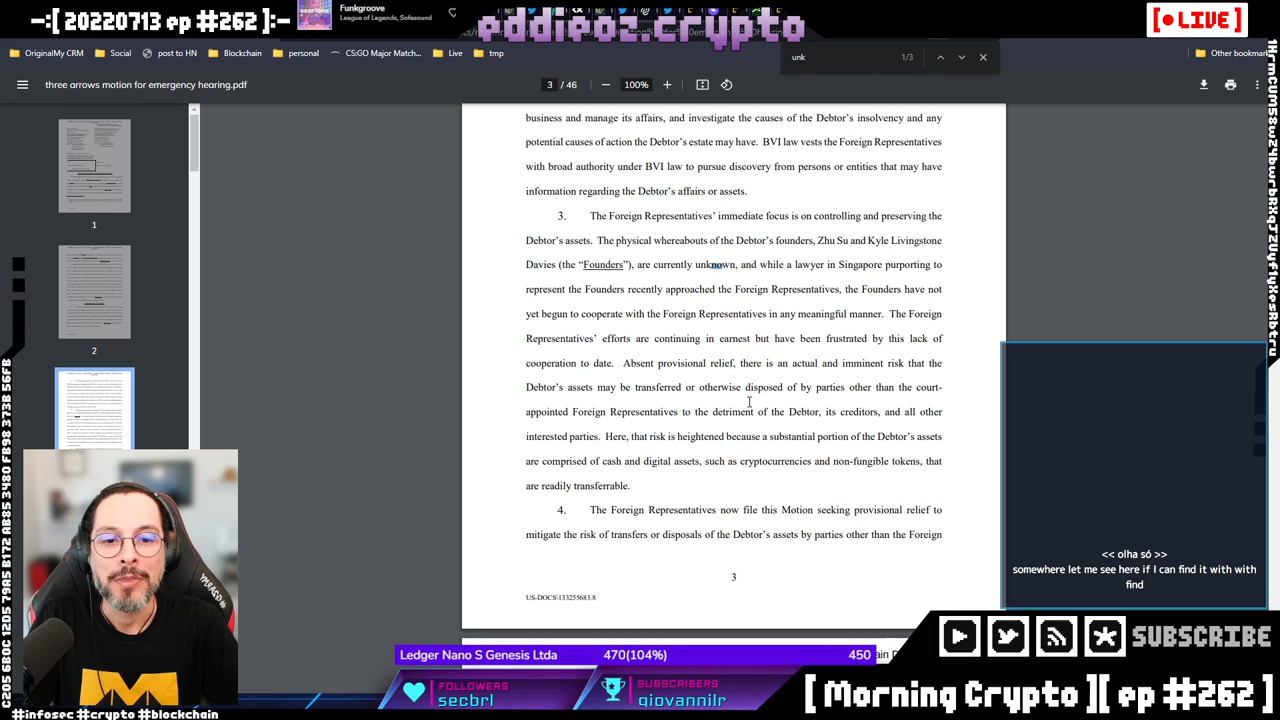 -:[ 20220713 ep #262 ]:-
Funkgroove
League of Legends, Safesound
eddieoz.crypto
[ ● LIVE ]
OrientalMy CRM
Social
post to HN
Blockchain
personal
CS:GO Major Match...
Live
tmp
unk
1/3
Other bookmar
three arrows motion for emergency hearing.pdf
3 / 46
100%
1
2
business and manage its affairs, and investigate the causes of the Debtor's insolvency and any
potential causes of action the Debtor's estate may have. BVI law vests the Foreign Representatives
with broad authority under BVI law to pursue discovery from persons or entities that may have
information regarding the Debtor's affairs or assets.
3. The Foreign Representatives' immediate focus is on controlling and preserving the
Debtor's assets. The physical whereabouts of the Debtor's founders, Zhu Su and Kyle Livingstone
Davies (the “Founders”), are currently unknown, and while a lawyer in Singapore purporting to
represent the Founders recently approached the Foreign Representatives, the Founders have not
yet begun to cooperate with the Foreign Representatives in any meaningful manner. The Foreign
Representatives' efforts are continuing in earnest but have been frustrated by this lack of
cooperation to date. Absent provisional relief, there is an actual and imminent risk that the
Debtor's assets may be transferred or otherwise disposed of by parties other than the court-
appointed Foreign Representatives to the detriment of the Debtor, its creditors, and all other
interested parties. Here, that risk is heightened because a substantial portion of the Debtor's assets
are comprised of cash and digital assets, such as cryptocurrencies and non-fungible tokens, that
are readily transferrable.
4. The Foreign Representatives now file this Motion seeking provisional relief to
mitigate the risk of transfers or disposals of the Debtor's assets by parties other than the Foreign
3
US-DOCS\133255683.8
<< olha só >>
somewhere let me see here if I can find it with with
find
SUBSCRIBE
Ledger Nano S Genesis Ltda 470(104%) 450
FOLLOWERS
secbrl
SUBSCRIBERS
giovannilr
[ Morning Crypto ][ ep #262 ]
#infosec #crypto #blockchain